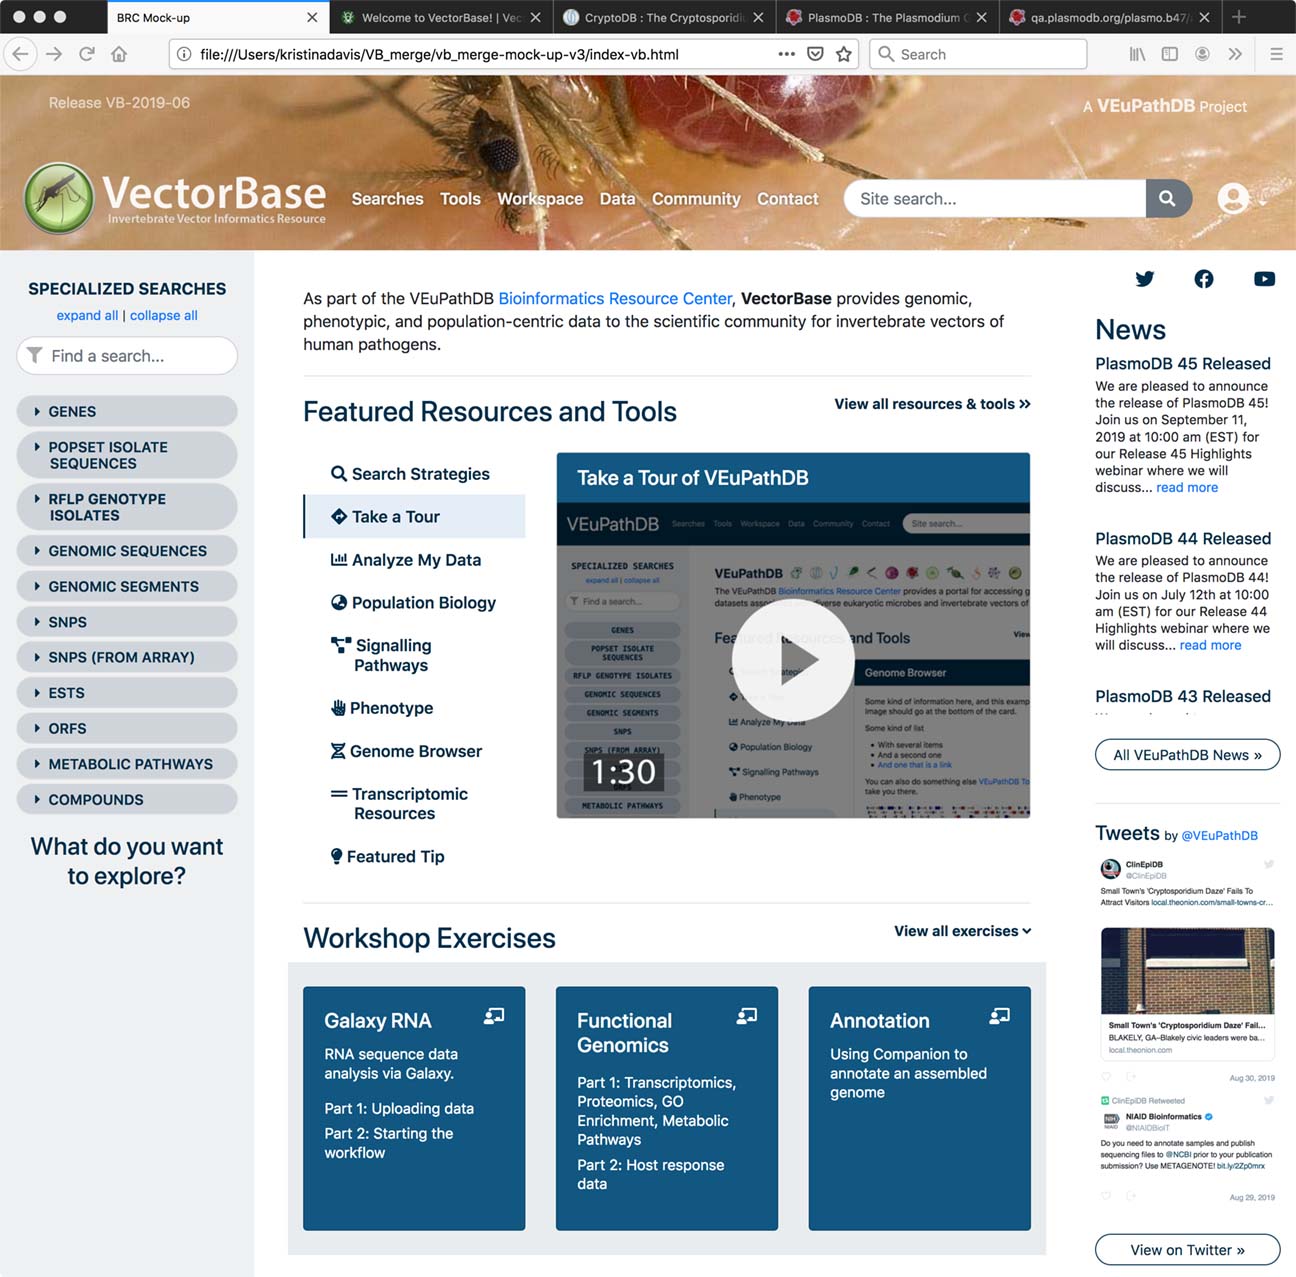 BRC Mock-up
Welcome to VectorBase! | Vec
CryptoDB : The Cryptosporidiu
PlasmoDB : The Plasmodium G
qa.plasmodb.org/plasmo.b47/
file:///Users/kristinadavis/VB_merge/vb_merge-mock-up-v3/index-vb.html
Search
Release VB-2019-06
A VEuPathDB Project
VectorBase
Invertebrate Vector Informatics Resource
Searches Tools Workspace Data Community Contact
Site search...
SPECIALIZED SEARCHES
expand all | collapse all
Find a search...
GENES
POPSET ISOLATE
SEQUENCES
RFLP GENOTYPE
ISOLATES
GENOMIC SEQUENCES
GENOMIC SEGMENTS
SNPS
SNPS (FROM ARRAY)
ESTS
ORFS
METABOLIC PATHWAYS
COMPOUNDS
What do you want
to explore?
As part of the VEuPathDB Bioinformatics Resource Center, VectorBase provides genomic,
phenotypic, and population-centric data to the scientific community for invertebrate vectors of
human pathogens.
Featured Resources and Tools
View all resources & tools »
Search Strategies
Take a Tour
Analyze My Data
Population Biology
Signalling
Pathways
Phenotype
Genome Browser
Transcriptomic
Resources
Featured Tip
Take a Tour of VEuPathDB
VEuPathDB
Searches Tools Workspace Data Community Contact
Site search...
SPECIALIZED SEARCHES
expand all | collapse all
Find a search...
GENES
POPSET ISOLATE
SEQUENCES
RFLP GENOTYPE ISOLATES
GENOMIC SEQUENCES
GENOMIC SEGMENTS
SNPS
SNPS (FROM ARRAY)
METABOLIC PATHWAYS
1:30
VEuPathDB
The VEuPathDB Bioinformatics Resource Center provides a portal for accessing g
datasets
diverse eukaryotic microbes and invertebrate vectors of
Featured Resources and Tools
View
Analyze My Data
Population Biology
Signalling Pathways
Phenotype
Genome Browser
Some kind of information here, and this examp
image should go at the bottom of the card.
Some kind of list
• With several items
• And a second one
• And one that is a link
You can also do something else VEuPathDB To
take you there.
Workshop Exercises
View all exercises
Galaxy RNA
RNA sequence data
analysis via Galaxy.
Part 1: Uploading data
Part 2: Starting the
workflow
Functional
Genomics
Part 1: Transcriptomics,
Proteomics, GO
Enrichment, Metabolic
Pathways
Part 2: Host response
data
Annotation
Using Companion to
annotate an assembled
genome
News
PlasmoDB 45 Released
We are pleased to announce
the release of PlasmoDB 45!
Join us on September 11,
2019 at 10:00 am (EST) for
our Release 45 Highlights
webinar where we will
discuss... read more
PlasmoDB 44 Released
We are pleased to announce
the release of PlasmoDB 44!
Join us on July 12th at 10:00
am (EST) for our Release 44
Highlights webinar where we
will discuss... read more
PlasmoDB 43 Released
All VEuPathDB News »
Tweets by @VEuPathDB
ClinEpiDB
@ClinEpiDB
Small Town's 'Cryptosporidium Daze' Fails To
Attract Visitors local.theonion.com/small-towns-cr...
Small Town's 'Cryptosporidium Daze' Fail...
BLAKELY, GA–Blakely civic leaders were ba...
local.theonion.com
Aug 30, 2019
ClinEpiDB Retweeted
NIH
NIAID
NIAID Bioinformatics
@NIAIDBioIT
Do you need to annotate samples and publish
sequencing files to @NCBI prior to your publication
submission? Use METAGENOTE! bit.ly/2Zp0mrx
Aug 29, 2019
View on Twitter »